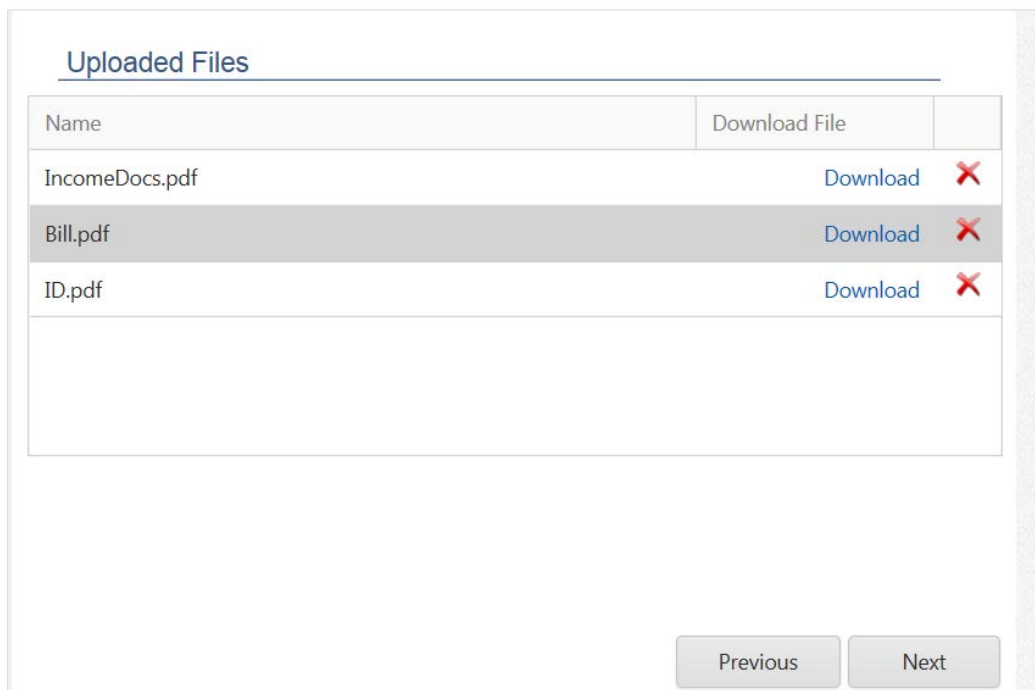 Uploaded Files
Name Download File
IncomeDocs.pdf Download
Bill.pdf Download
ID.pdf Download
Previous Next